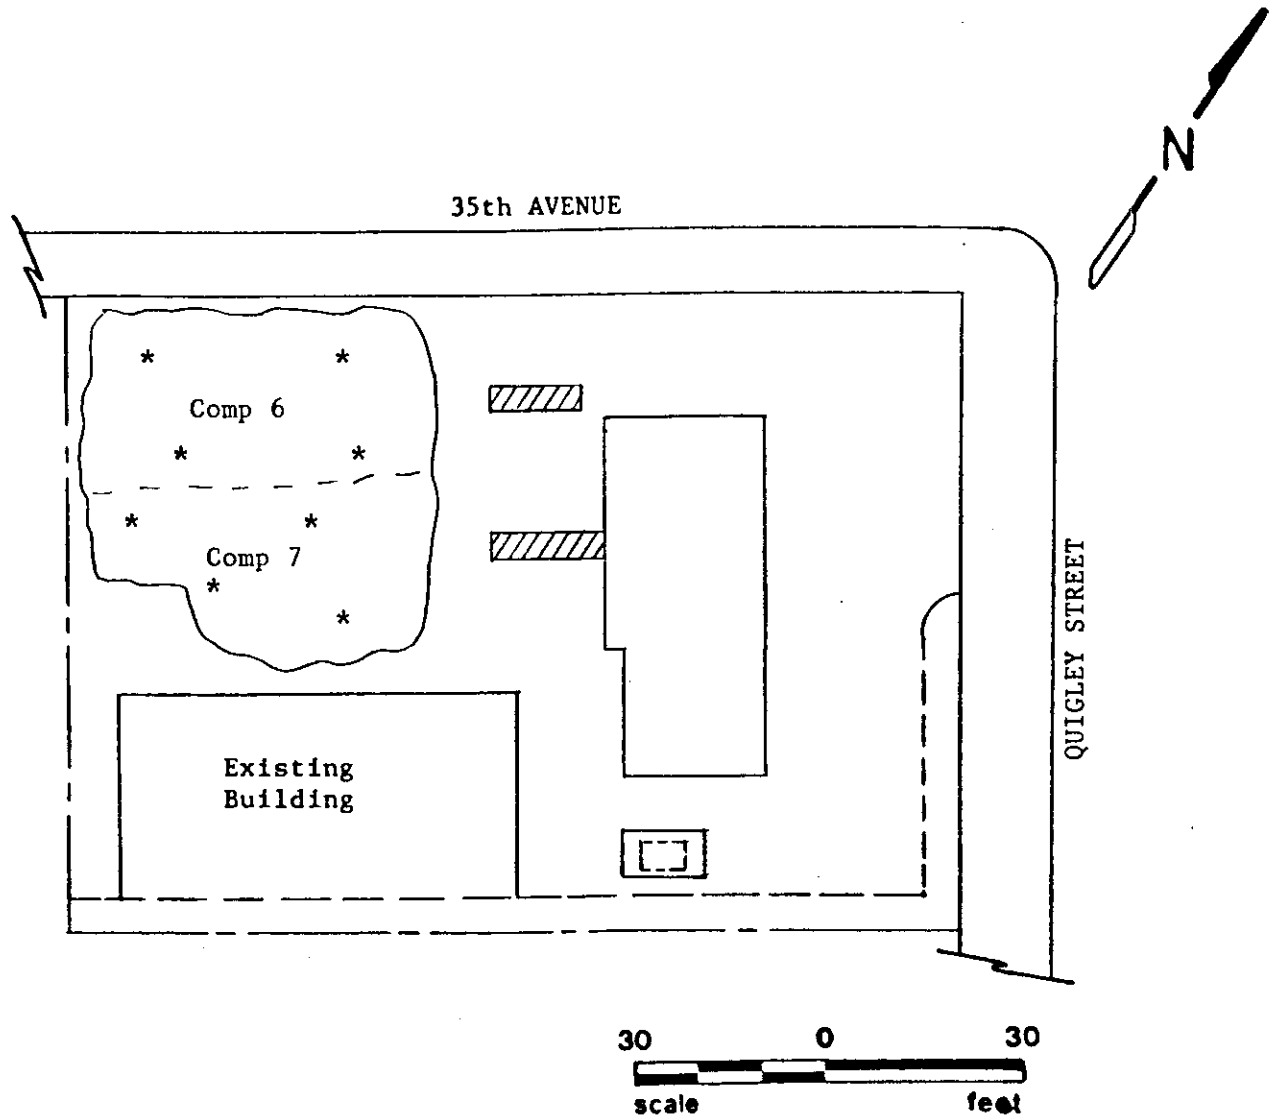 N
35th AVENUE
Comp 6
Comp 7
QUIGLEY STREET
Existing
Building
30 0 30
scale feet